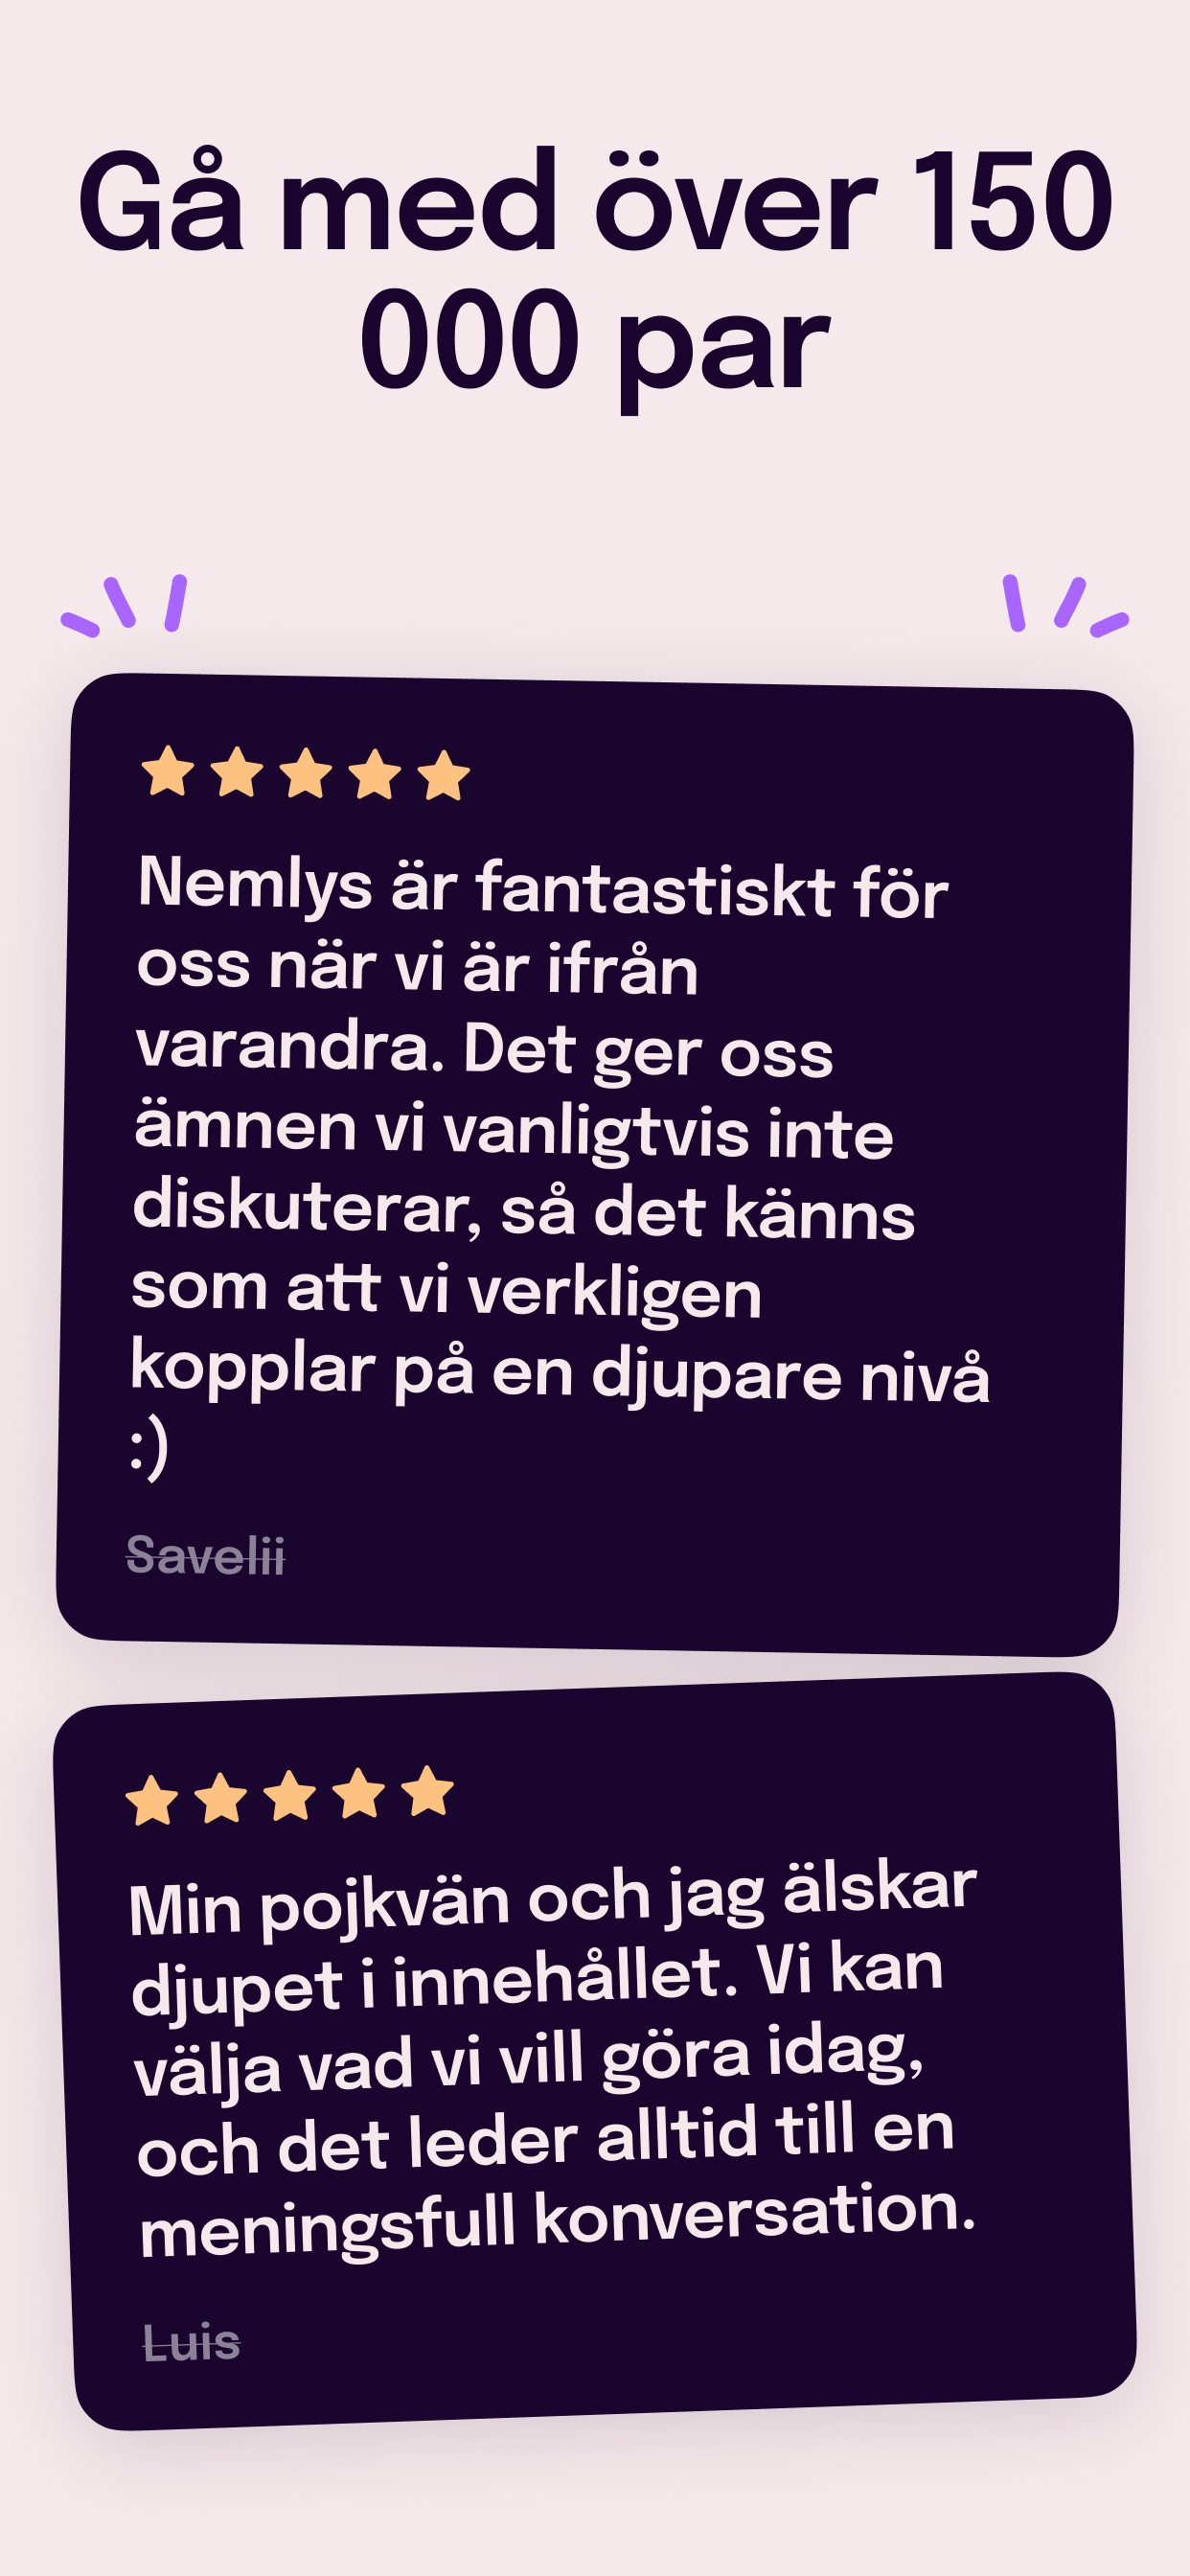 Gå med över 150
000 par
Nemlys är fantastiskt för
oss när vi är ifrån
varandra. Det ger oss
ämnen vi vanligtvis inte
diskuterar, så det känns
som att vi verkligen
kopplar på en djupare nivå
:)
Savelii
Min pojkvän och jag älskar
djupet i innehållet. Vi kan
välja vad vi vill göra idag,
och det leder alltid till en
meningsfull konversation.
Luis